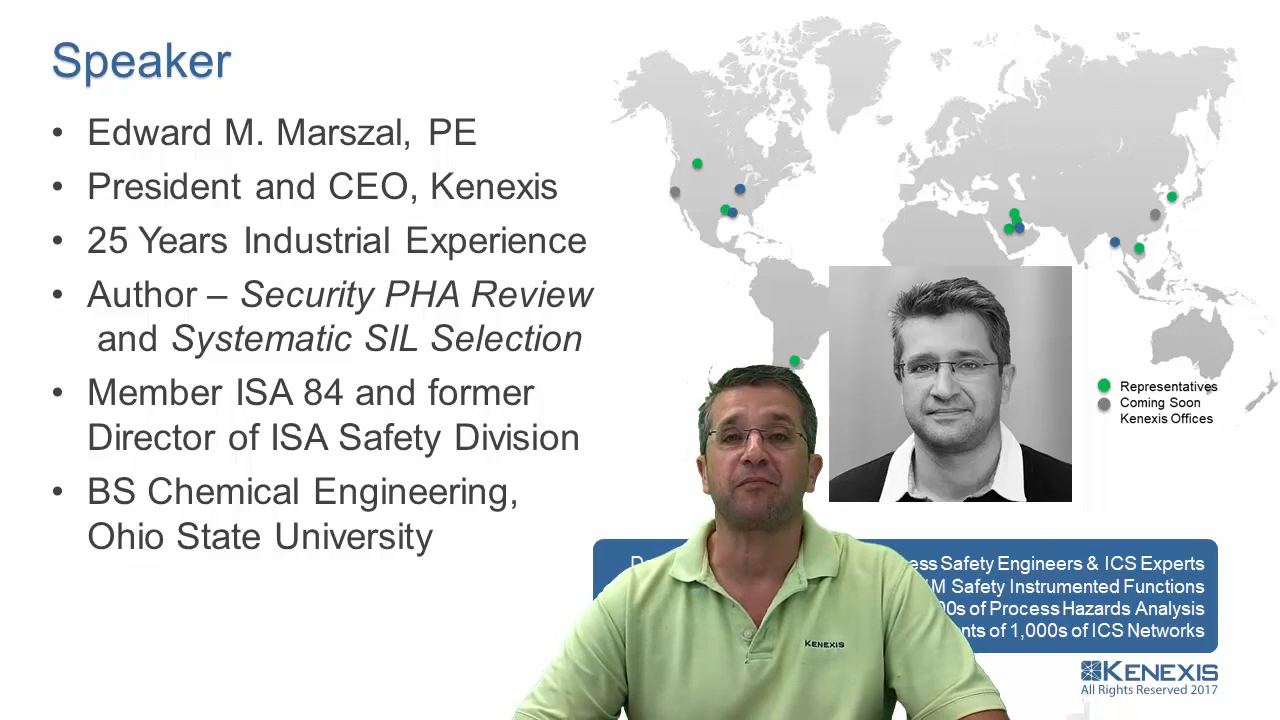 Speaker
• Edward M. Marszal, PE
• President and CEO, Kenexis
• 25 Years Industrial Experience
• Author – Security PHA Review
and Systematic SIL Selection
• Member ISA 84 and former
Director of ISA Safety Division
• BS Chemical Engineering,
Ohio State University
Representatives
Coming Soon
Kenexis Offices
Safety Engineers & ICS Experts
Safety Instrumented Functions
of Process Hazards Analysis
of 1,000s of ICS Networks
KENEXIS
KENEXIS
All Rights Reserved 2017